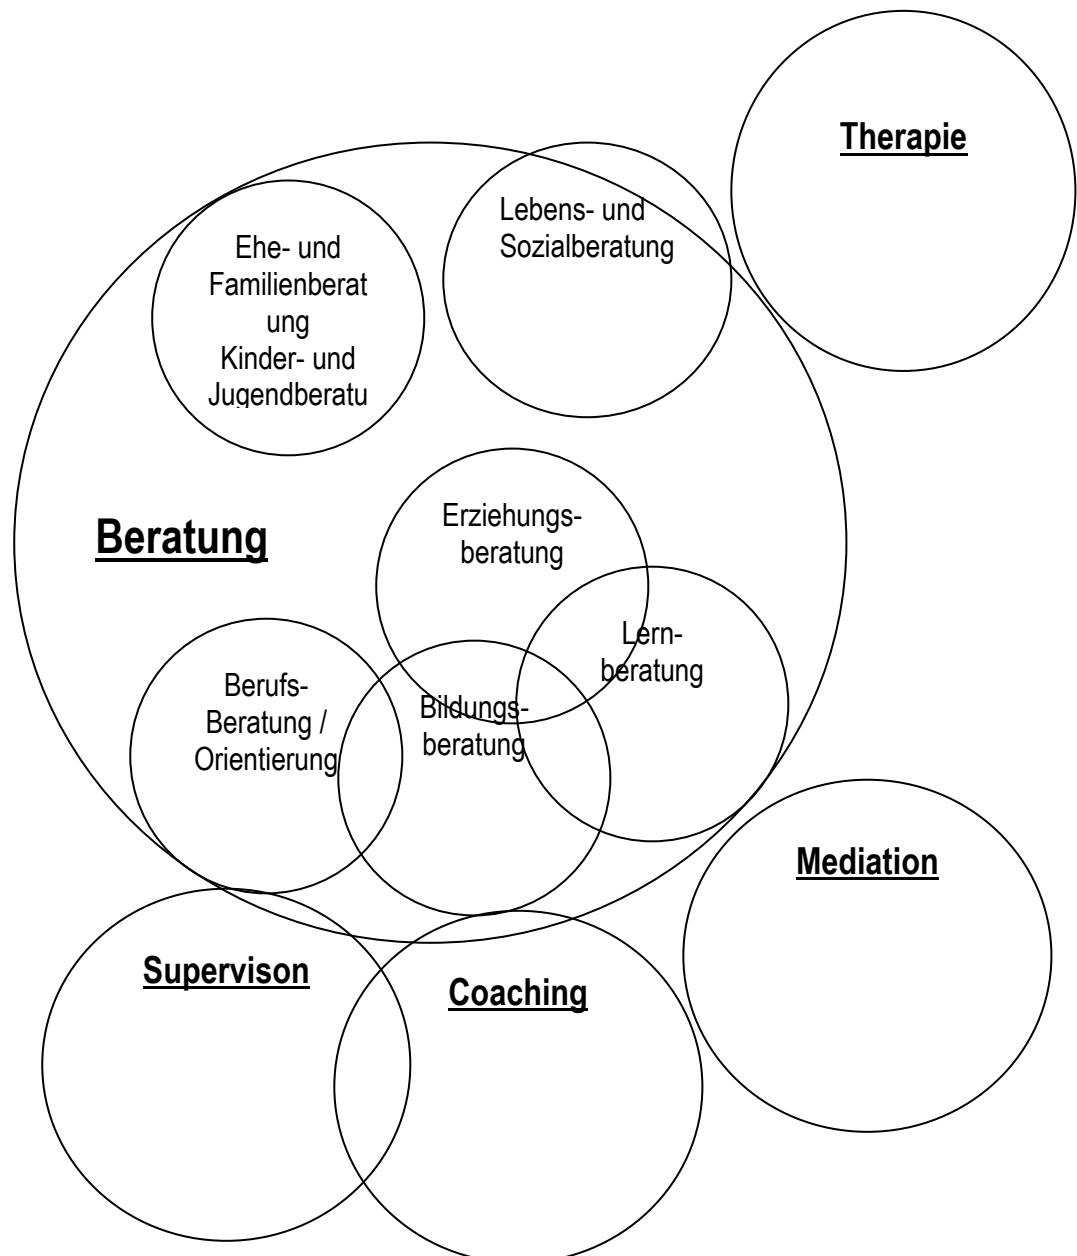 Therapie
Lebens- und
Sozialberatung
Ehe- und
Familienberat
ung
Kinder- und
Jugendberatu
Beratung
Erziehungs-
beratung
Lern-
beratung
Berufs-
Beratung /
Orientierung
Bildungs-
beratung
Mediation
Supervison
Coaching